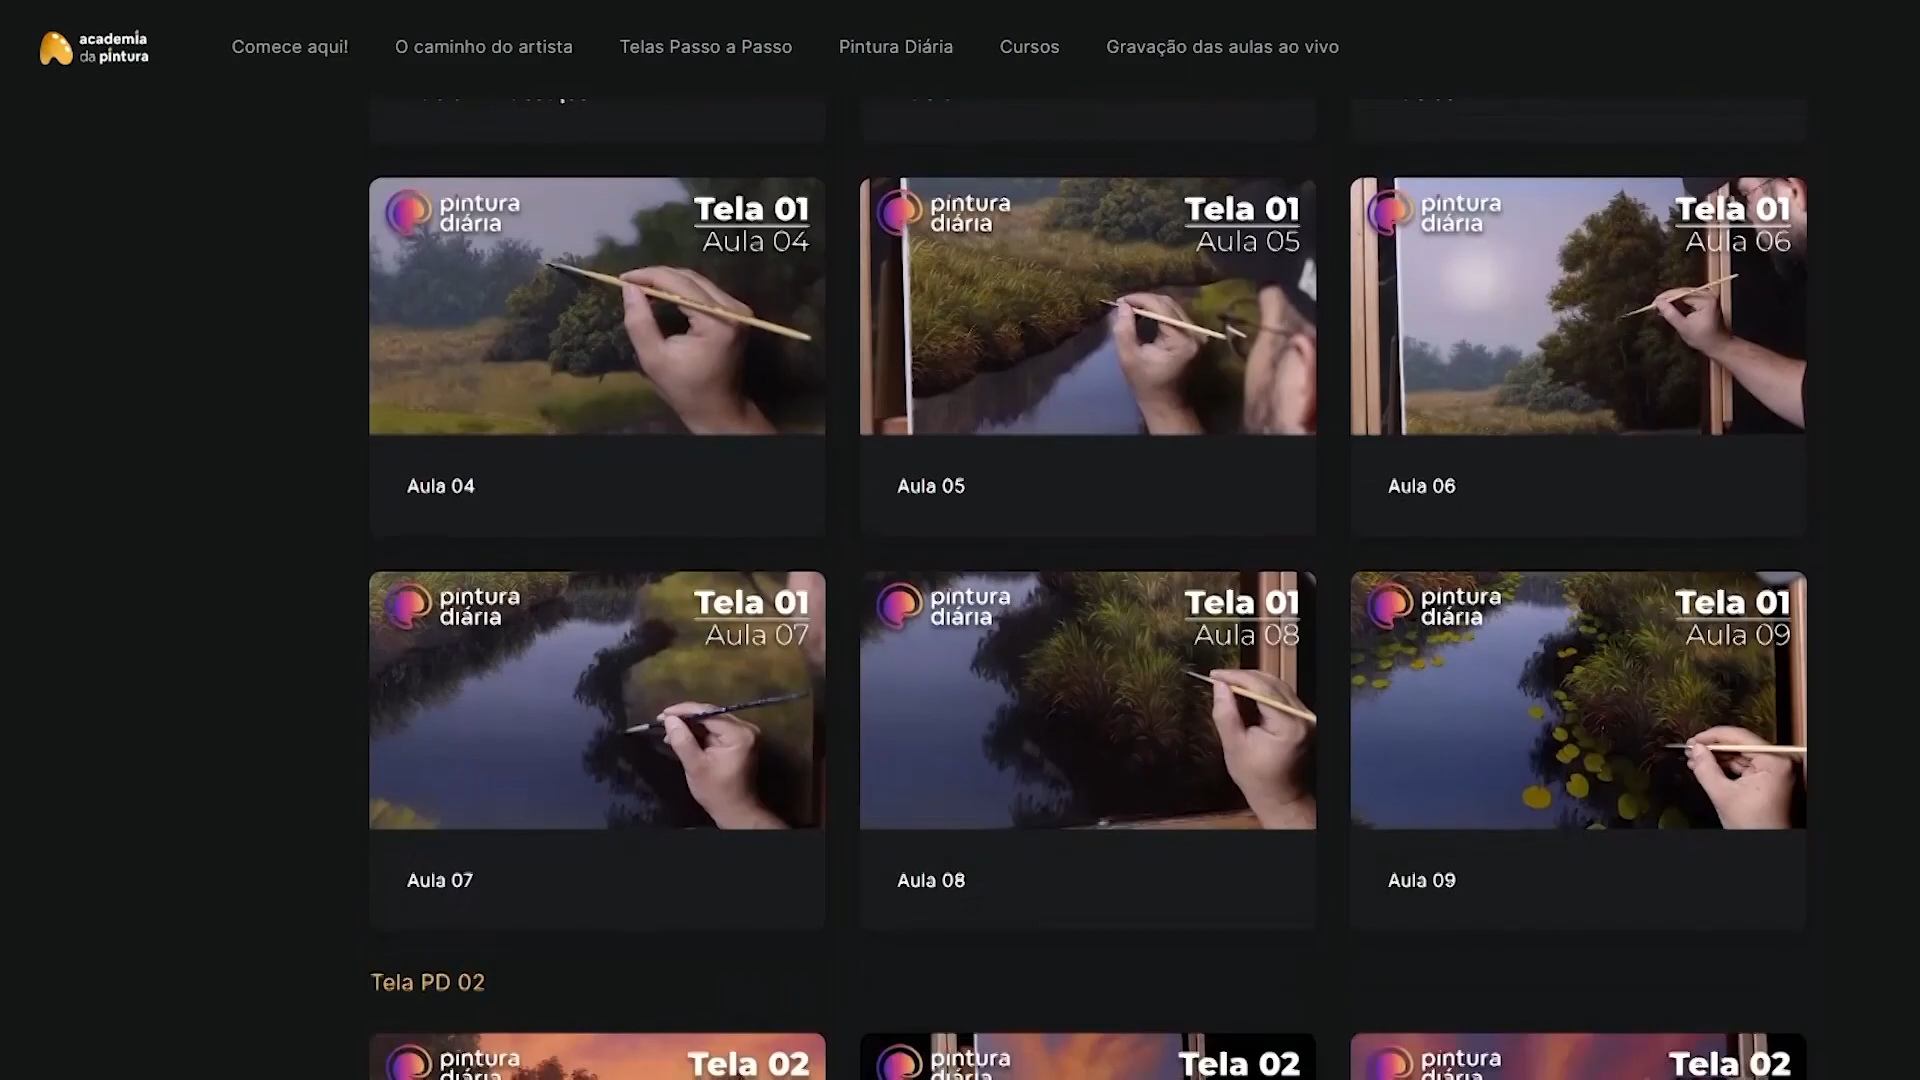 academia
da pintura
Comece aqui!
O caminho do artista
Telas Passo a Passo
Pintura Diária
Cursos
Gravação das aulas ao vivo
pintura
diária
Tela 01
Aula 04
pintura
diária
Tela 01
Aula 05
pintura
diária
Tela 01
Aula 06
Aula 04
Aula 05
Aula 06
pintura
diária
Tela 01
Aula 07
pintura
diária
Tela 01
Aula 08
pintura
diária
Tela 01
Aula 09
Aula 07
Aula 08
Aula 09
Tela PD 02
pintura
diária
Tela 02
pintura
diária
Tela 02
pintura
diária
Tela 02